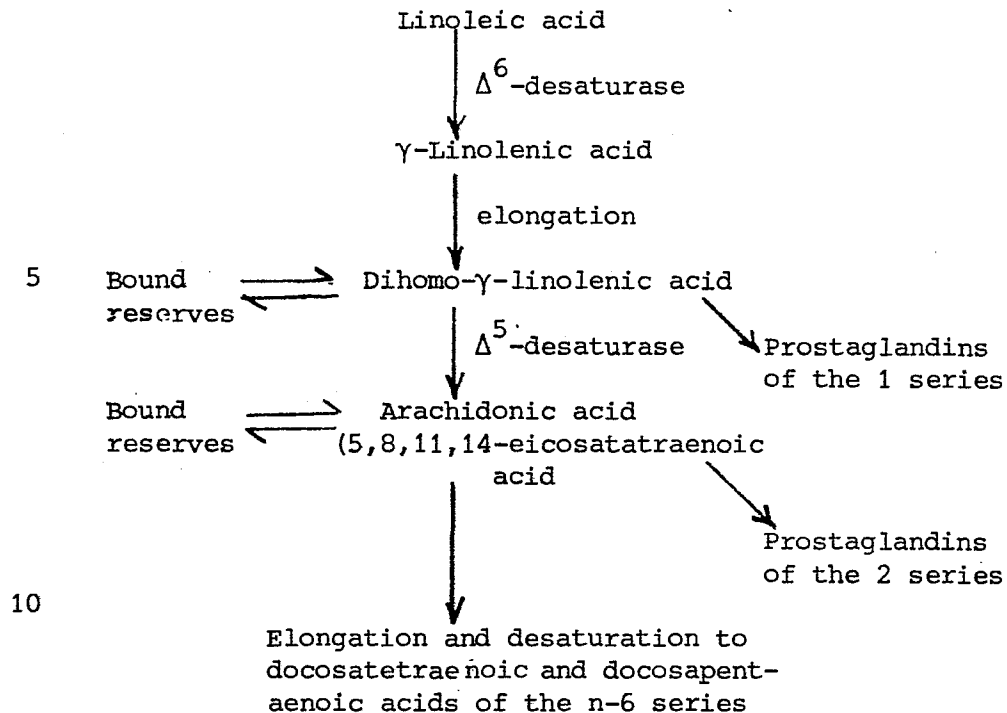 Linoleic acid
Δ⁶-desaturase
γ-Linolenic acid
elongation
5 Bound Dihomo-γ-linolenic acid
reserves
Δ⁵-desaturase
Prostaglandins
of the 1 series
Bound Arachidonic acid
reserves (5,8,11,14-eicosatatraenoic
acid
Prostaglandins
of the 2 series
10
Elongation and desaturation to
docosatetraenoic and docosapent-
aenoic acids of the n-6 series